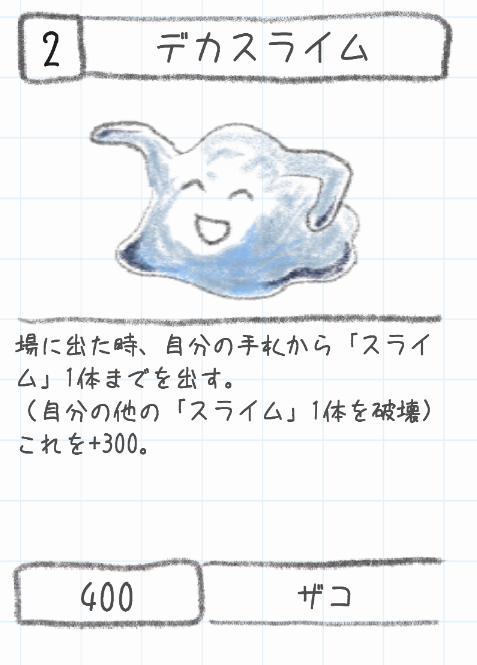 2
デカスライム
場に出た時、自分の手札から「スライ
ム」1体までを出す。
（自分の他の「スライム」1体を破壊）
これを+300。
400
ザコ